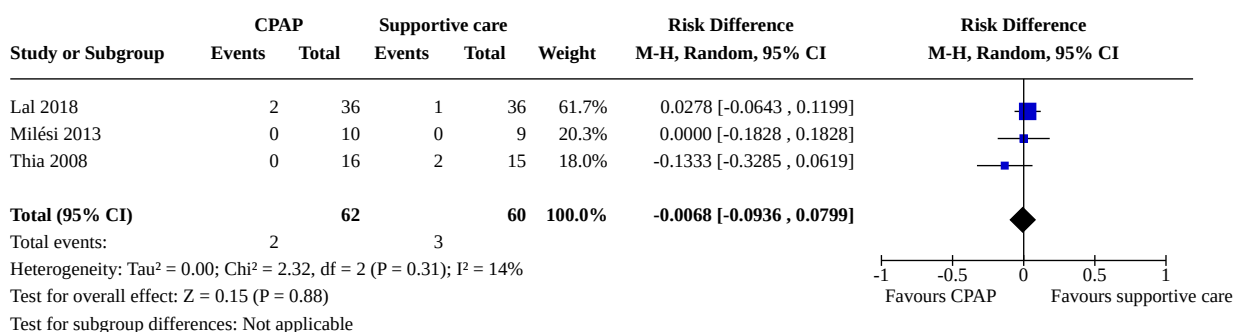 CPAP Supportive care Risk Difference Risk Difference
Study or Subgroup Events Total Events Total Weight M-H, Random, 95% CI M-H, Random, 95% CI
Lal 2018 2 36 1 36 61.7% 0.0278 [-0.0643 , 0.1199]
Milési 2013 0 10 0 9 20.3% 0.0000 [-0.1828 , 0.1828]
Thia 2008 0 16 2 15 18.0% -0.1333 [-0.3285 , 0.0619]
Total (95% CI) 62 60 100.0% -0.0068 [-0.0936 , 0.0799]
Total events: 2 3
Heterogeneity: Tau² = 0.00; Chi² = 2.32, df = 2 (P = 0.31); I² = 14%
-1 -0.5 0 0.5 1
Test for overall effect: Z = 0.15 (P = 0.88) Favours CPAP Favours supportive care
Test for subgroup differences: Not applicable